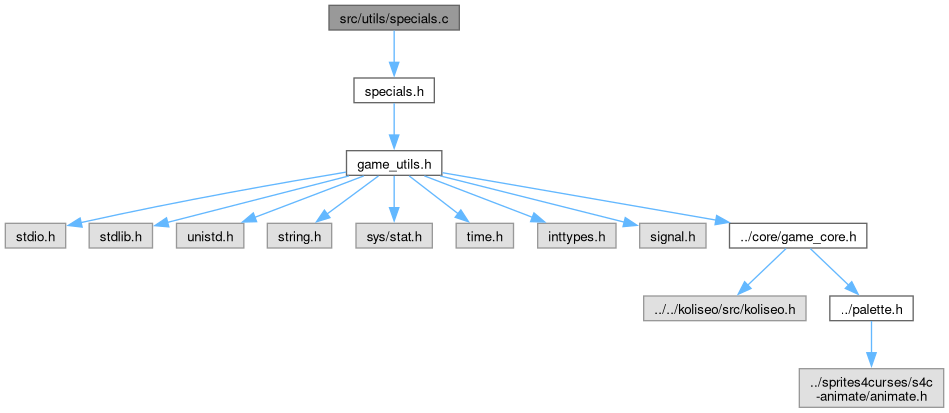 src/utils/specials.c
specials.h
game_utils.h
stdio.h
stdlib.h
unistd.h
string.h
sys/stat.h
time.h
inttypes.h
signal.h
../core/game_core.h
../../koliseo/src/koliseo.h
../palette.h
../sprites4curses/s4c
-animate/animate.h